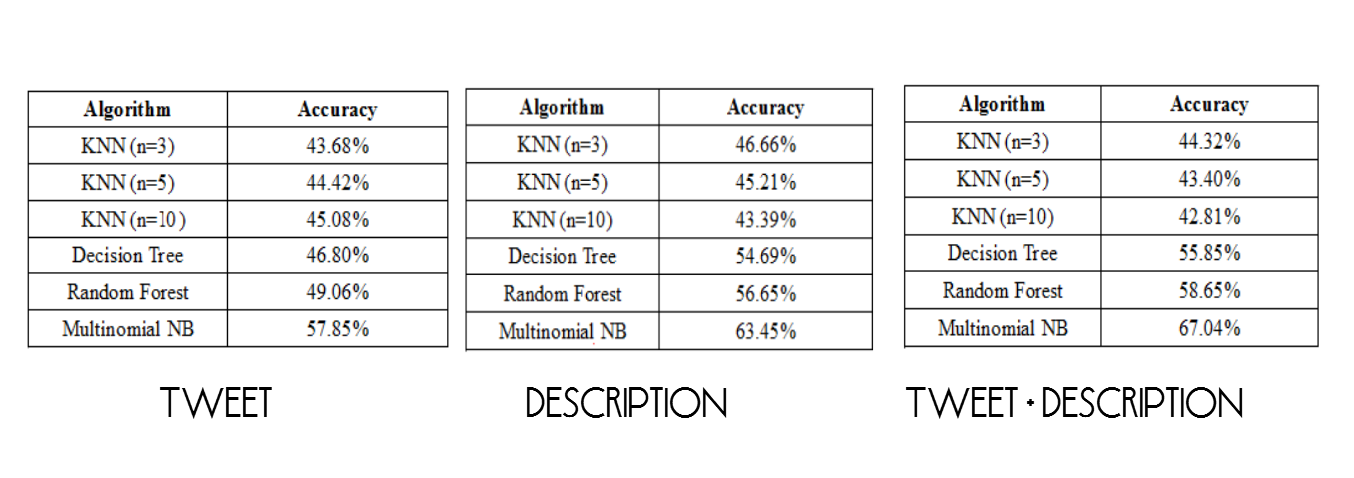 Algorithm Accuracy
KNN (n=3) 43.68%
KNN (n=5) 44.42%
KNN (n=10) 45.08%
Decision Tree 46.80%
Random Forest 49.06%
Multinomial NB 57.85%
TWEET
Algorithm Accuracy
KNN (n=3) 46.66%
KNN (n=5) 45.21%
KNN (n=10) 43.39%
Decision Tree 54.69%
Random Forest 56.65%
Multinomial NB 63.45%
DESCRIPTION
Algorithm Accuracy
KNN (n=3) 44.32%
KNN (n=5) 43.40%
KNN (n=10) 42.81%
Decision Tree 55.85%
Random Forest 58.65%
Multinomial NB 67.04%
TWEET + DESCRIPTION